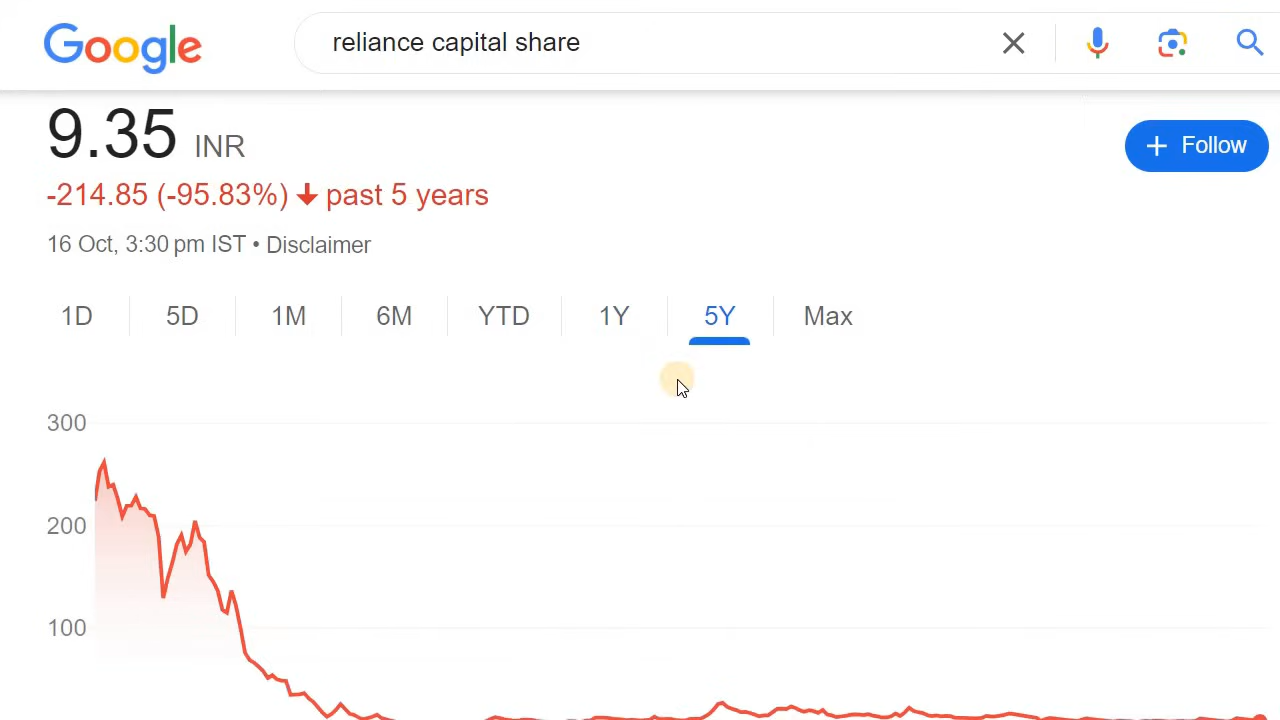 Google reliance capital share
9.35 INR
+ Follow
-214.85 (-95.83%) ↓ past 5 years
16 Oct, 3:30 pm IST • Disclaimer
1D 5D 1M 6M YTD 1Y 5Y Max
300
200
100